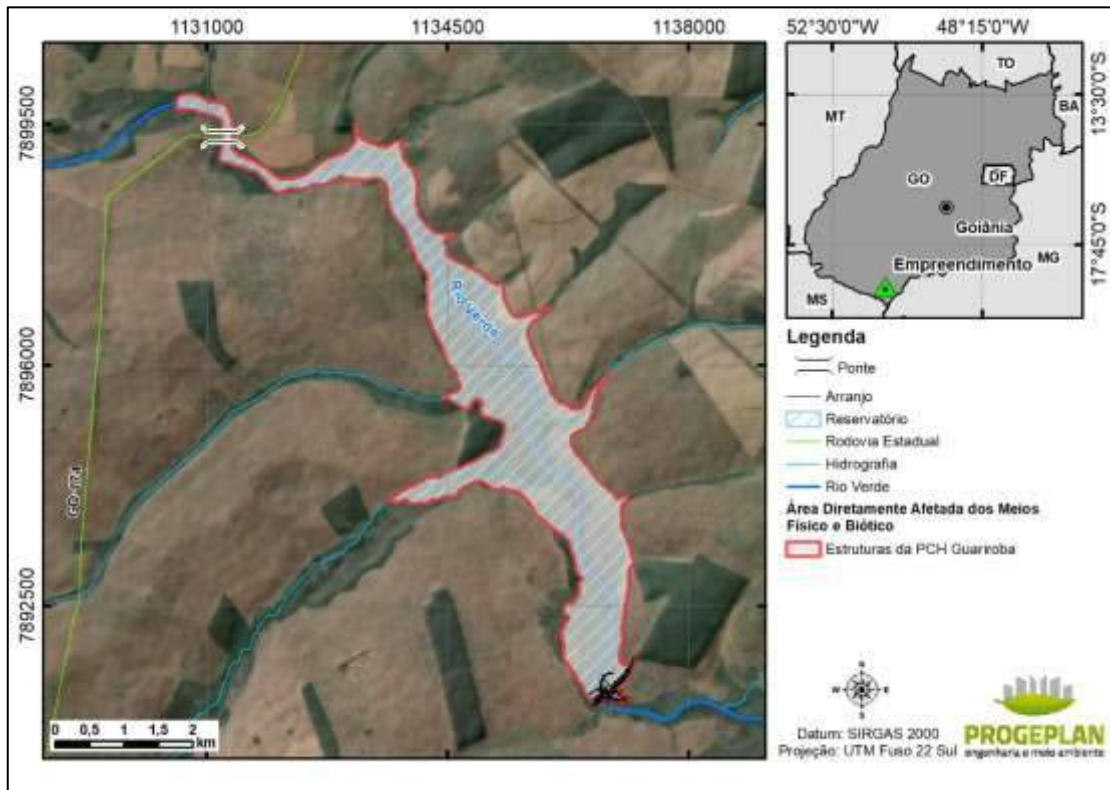 1131000 1134500 1138000
52°30'0"W 48°15'0"W
7899500
7896000
7892500
Rio Verde
GO-174
0 0,5 1 2
km
TO
MT
BA
GO
DF
Goiânia
MG
Empreendimento
MS
13°30'0"S
17°45'0"S
Legenda
Ponte
Arranjo
Reservatório
Rodovia Estadual
Hidrografia
Rio Verde
Área Diretamente Afetada dos Meios
Físico e Biótico
Estruturas da PCH Guariroba
N
W E
S
Datum: SIRGAS 2000
Projeção: UTM Fuso 22 Sul
PROGEPLAN
engenharia e meio ambiente